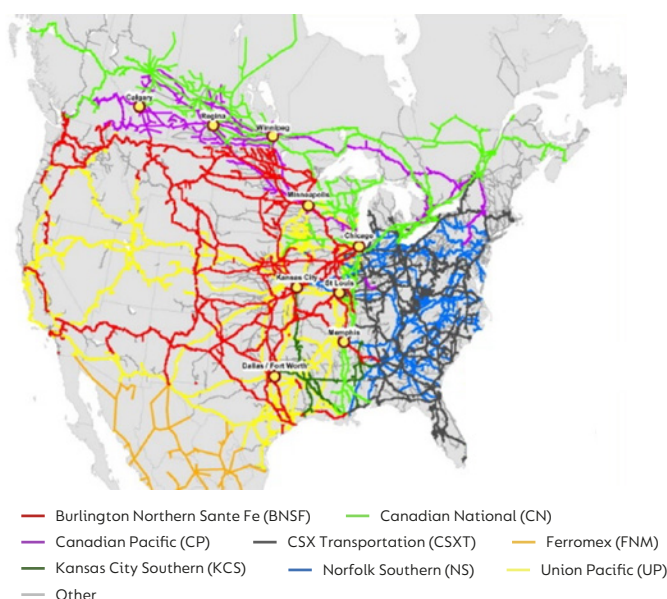 Calgary
Regina
Winnipeg
Minneapolis
Chicago
Kansas City
St Louis
Memphis
Dallas / Fort Worth
Burlington Northern Sante Fe (BNSF)
Canadian National (CN)
Canadian Pacific (CP)
CSX Transportation (CSXT)
Ferromex (FNM)
Kansas City Southern (KCS)
Norfolk Southern (NS)
Union Pacific (UP)
Other